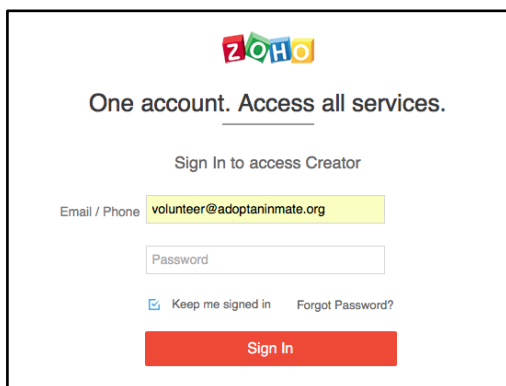 ZOHO
One account. Access all services.
Sign In to access Creator
Email / Phone volunteer@adoptaninmate.org
Password
Keep me signed in Forgot Password?
Sign In